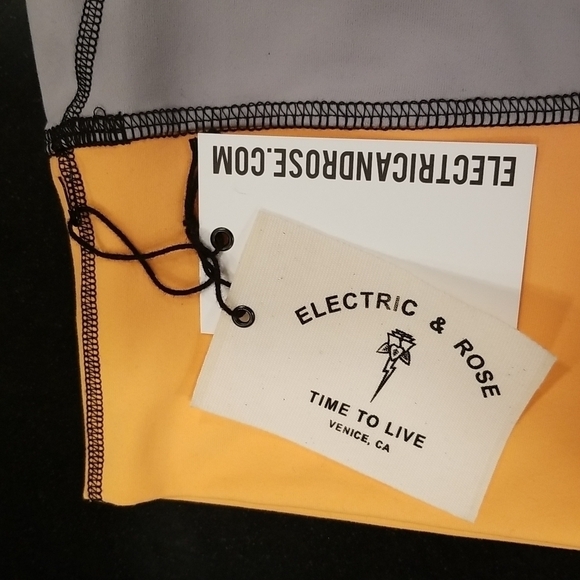 ELECTRICANDROSE.COM
ELECTRIC & ROSE
TIME TO LIVE
VENICE, CA